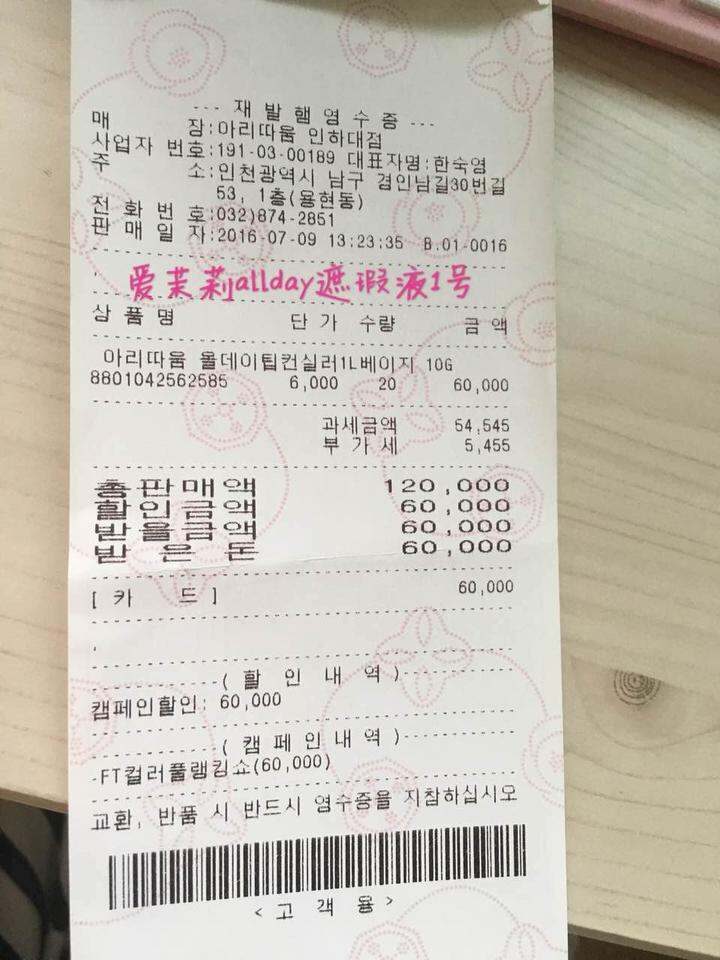 --- 재 발 행 영 수 증 ---
매 장:아리따움 인하대점
사업자 번호:191-03-00189 대표자명:한숙영
주 소:인천광역시 남구 경인남길30번길
53, 1층(용현동)
전 화 번 호:032)874-2851
판 매 일 자:2016-07-09 13:23:35 B.01-0016
爱茉莉allday遮瑕液1号
상 품 명 단 가 수량 금 액
아리따움 올데이팁컨실러1L베이지 10G
8801042562585 6,000 20 60,000
과세금액 54,545
부 가 세 5,455
총판매액 120,000
할인금액 60,000
받을금액 60,000
받 은 돈 60,000
[ 카 드 ] 60,000
( 할 인 내 역 )
캠페인할인: 60,000
( 캠 페 인 내 역 )
-FT컬러풀랭킹쇼(60,000)
교환, 반품 시 반드시 영수증을 지참하십시오
< 고 객 용 >